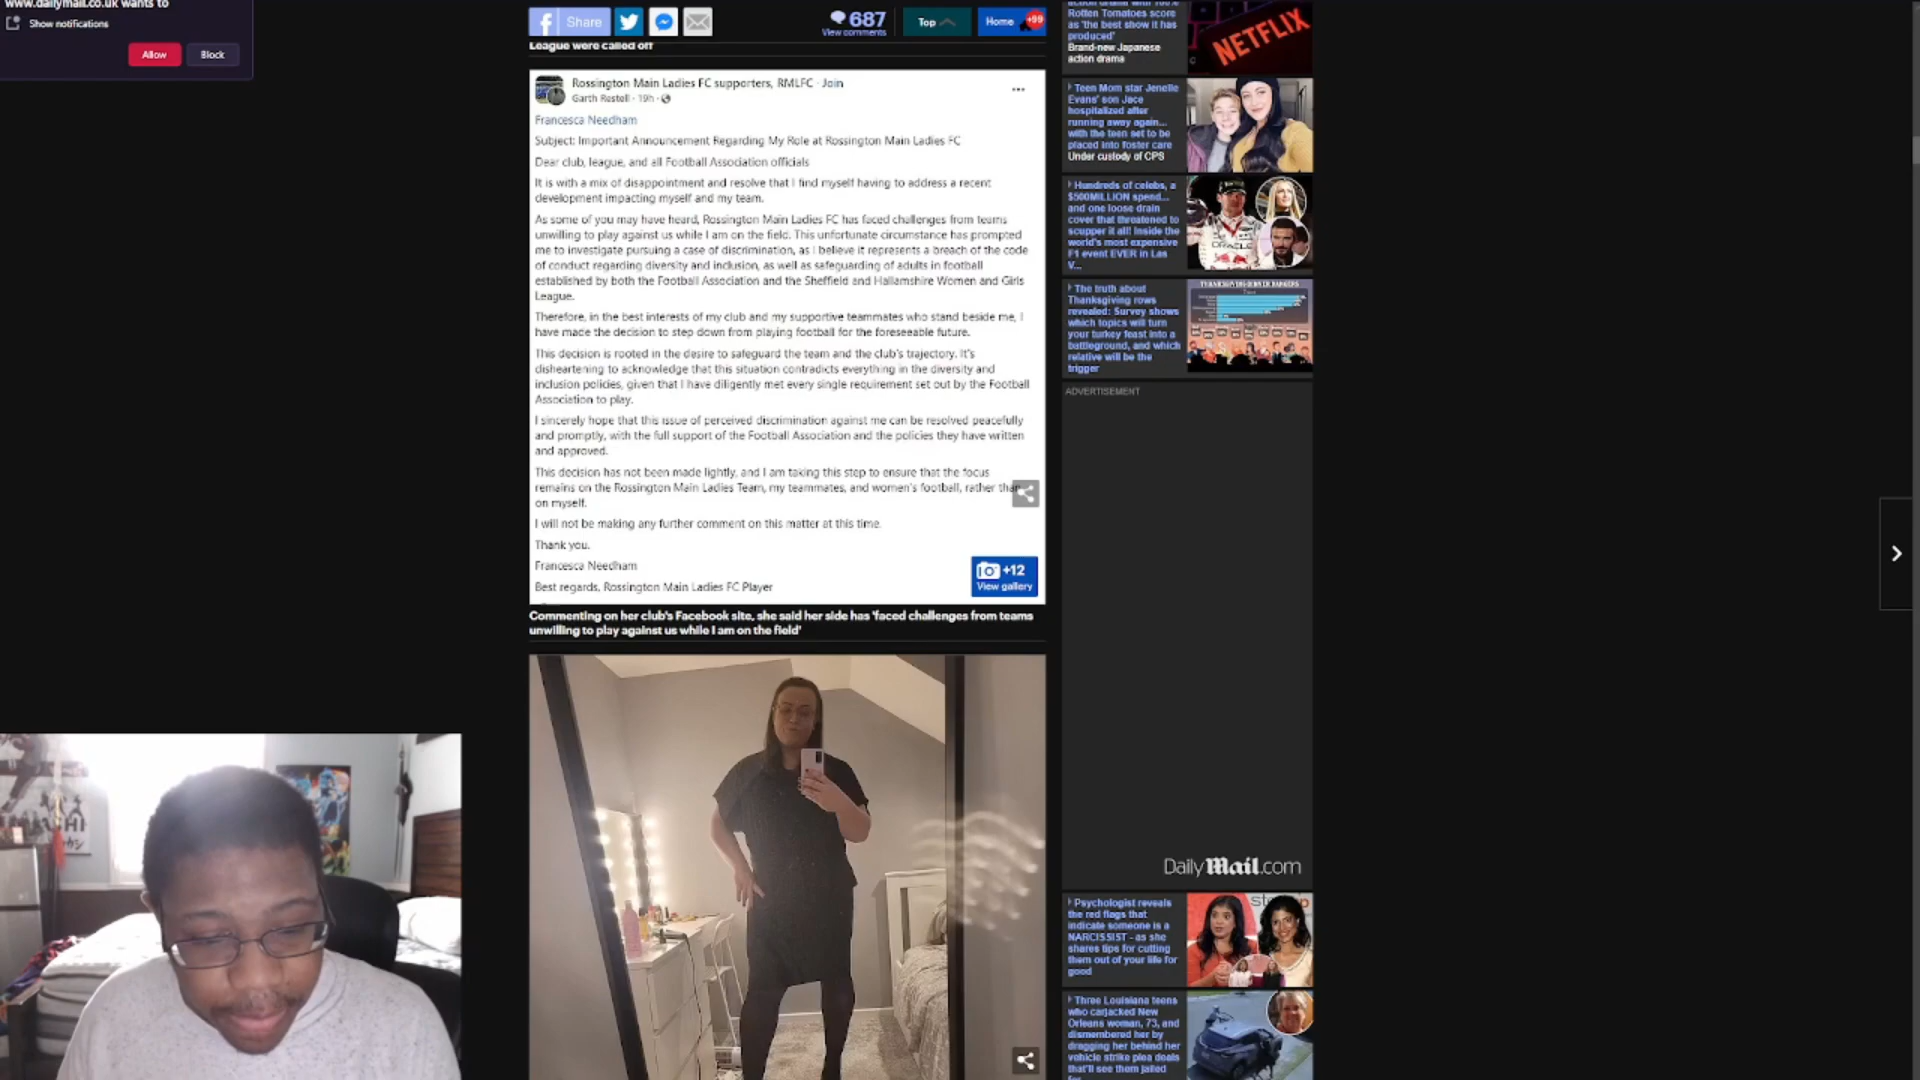 www.dailymail.co.uk wants to
Show notifications
Allow
Block
Share
687
View comments
Top
Home
+99
League were called off
Rossington Main Ladies FC supporters, RMLFC · Join
Garth Restell · 19h ·
Francesca Needham
Subject: Important Announcement Regarding My Role at Rossington Main Ladies FC
Dear club, league, and all Football Association officials
It is with a mix of disappointment and resolve that I find myself having to address a recent
development impacting myself and my team.
As some of you may have heard, Rossington Main Ladies FC has faced challenges from teams
unwilling to play against us while I am on the field. This unfortunate circumstance has prompted
me to investigate pursuing a case of discrimination, as I believe it represents a breach of the code
of conduct regarding diversity and inclusion, as well as safeguarding of adults in football
established by both the Football Association and the Sheffield and Hallamshire Women and Girls
League.
Therefore, in the best interests of my club and my supportive teammates who stand beside me, I
have made the decision to step down from playing football for the foreseeable future.
This decision is rooted in the desire to safeguard the team and the club's trajectory. It's
disheartening to acknowledge that this situation contradicts everything in the diversity and
inclusion policies, given that I have diligently met every single requirement set out by the Football
Association to play.
I sincerely hope that this issue of perceived discrimination against me can be resolved peacefully
and promptly, with the full support of the Football Association and the policies they have written
and approved.
This decision has not been made lightly, and I am taking this step to ensure that the focus
remains on the Rossington Main Ladies Team, my teammates, and women's football, rather than
on myself.
I will not be making any further comment on this matter at this time.
Thank you.
Francesca Needham
Best regards, Rossington Main Ladies FC Player
+12
View gallery
Commenting on her club's Facebook site, she said her side has 'faced challenges from teams
unwilling to play against us while I am on the field'
action drama with 100%
Rotten Tomatoes score
as 'the best show it has
produced'
Brand-new Japanese
action drama
NETFLIX
Teen Mom star Jenelle
Evans' son Jace
hospitalized after
running away again...
with the teen set to be
placed into foster care
Under custody of CPS
Hundreds of celebs, a
$500MILLION spend...
and one loose drain
cover that threatened to
scupper it all! Inside the
world's most expensive
F1 event EVER in Las
V...
ORACLE
The truth about
Thanksgiving rows
revealed: Survey shows
which topics will turn
your turkey feast into a
battleground, and which
relative will be the
trigger
THANKSGIVING DINNER DANGERS
ADVERTISEMENT
DailyMail.com
Psychologist reveals
the red flags that
indicate someone is a
NARCISSIST - as she
shares tips for cutting
them out of your life for
good
Three Louisiana teens
who carjacked New
Orleans woman, 73, and
dismembered her by
dragging her behind her
vehicle strike plea deals
that'll see them jailed
for